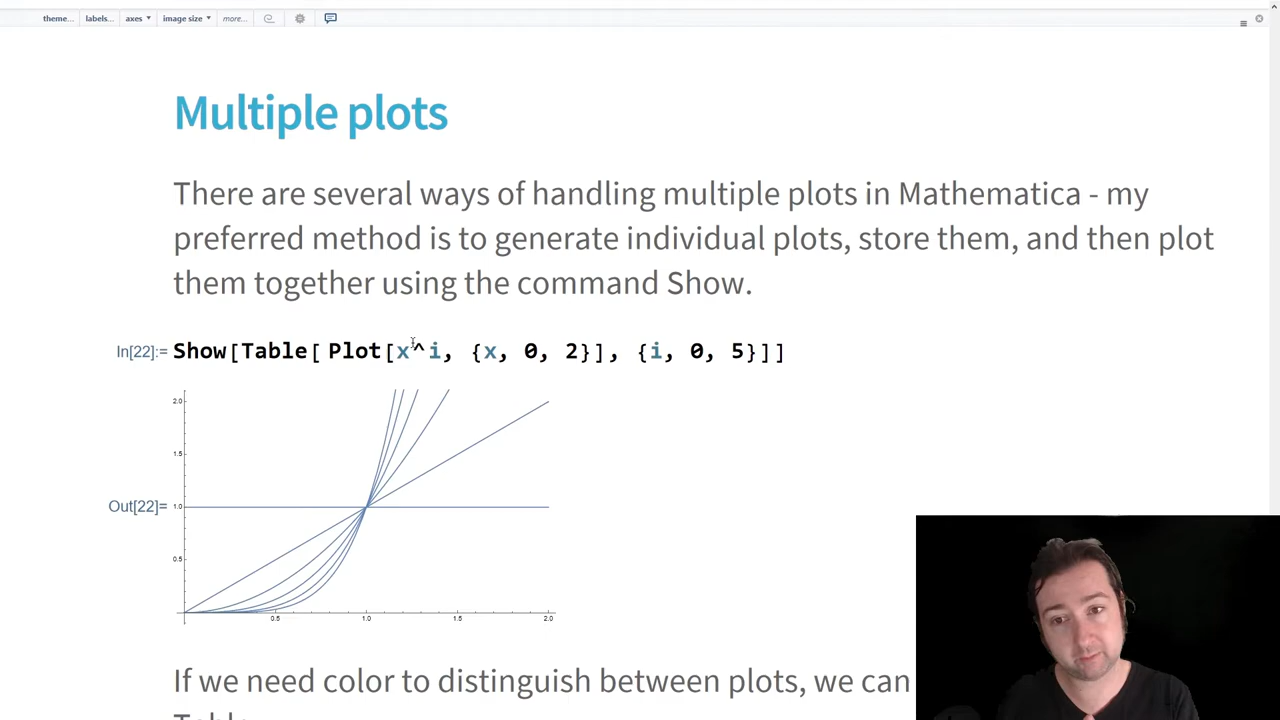 theme... labels... axes image size more...
Multiple plots
There are several ways of handling multiple plots in Mathematica - my
preferred method is to generate individual plots, store them, and then plot
them together using the command Show.
In[22]:= Show[Table[ Plot[x^i, {x, 0, 2}], {i, 0, 5}]]
2.0
1.5
Out[22]= 1.0
0.5
0.5 1.0 1.5 2.0
If we need color to distinguish between plots, we can